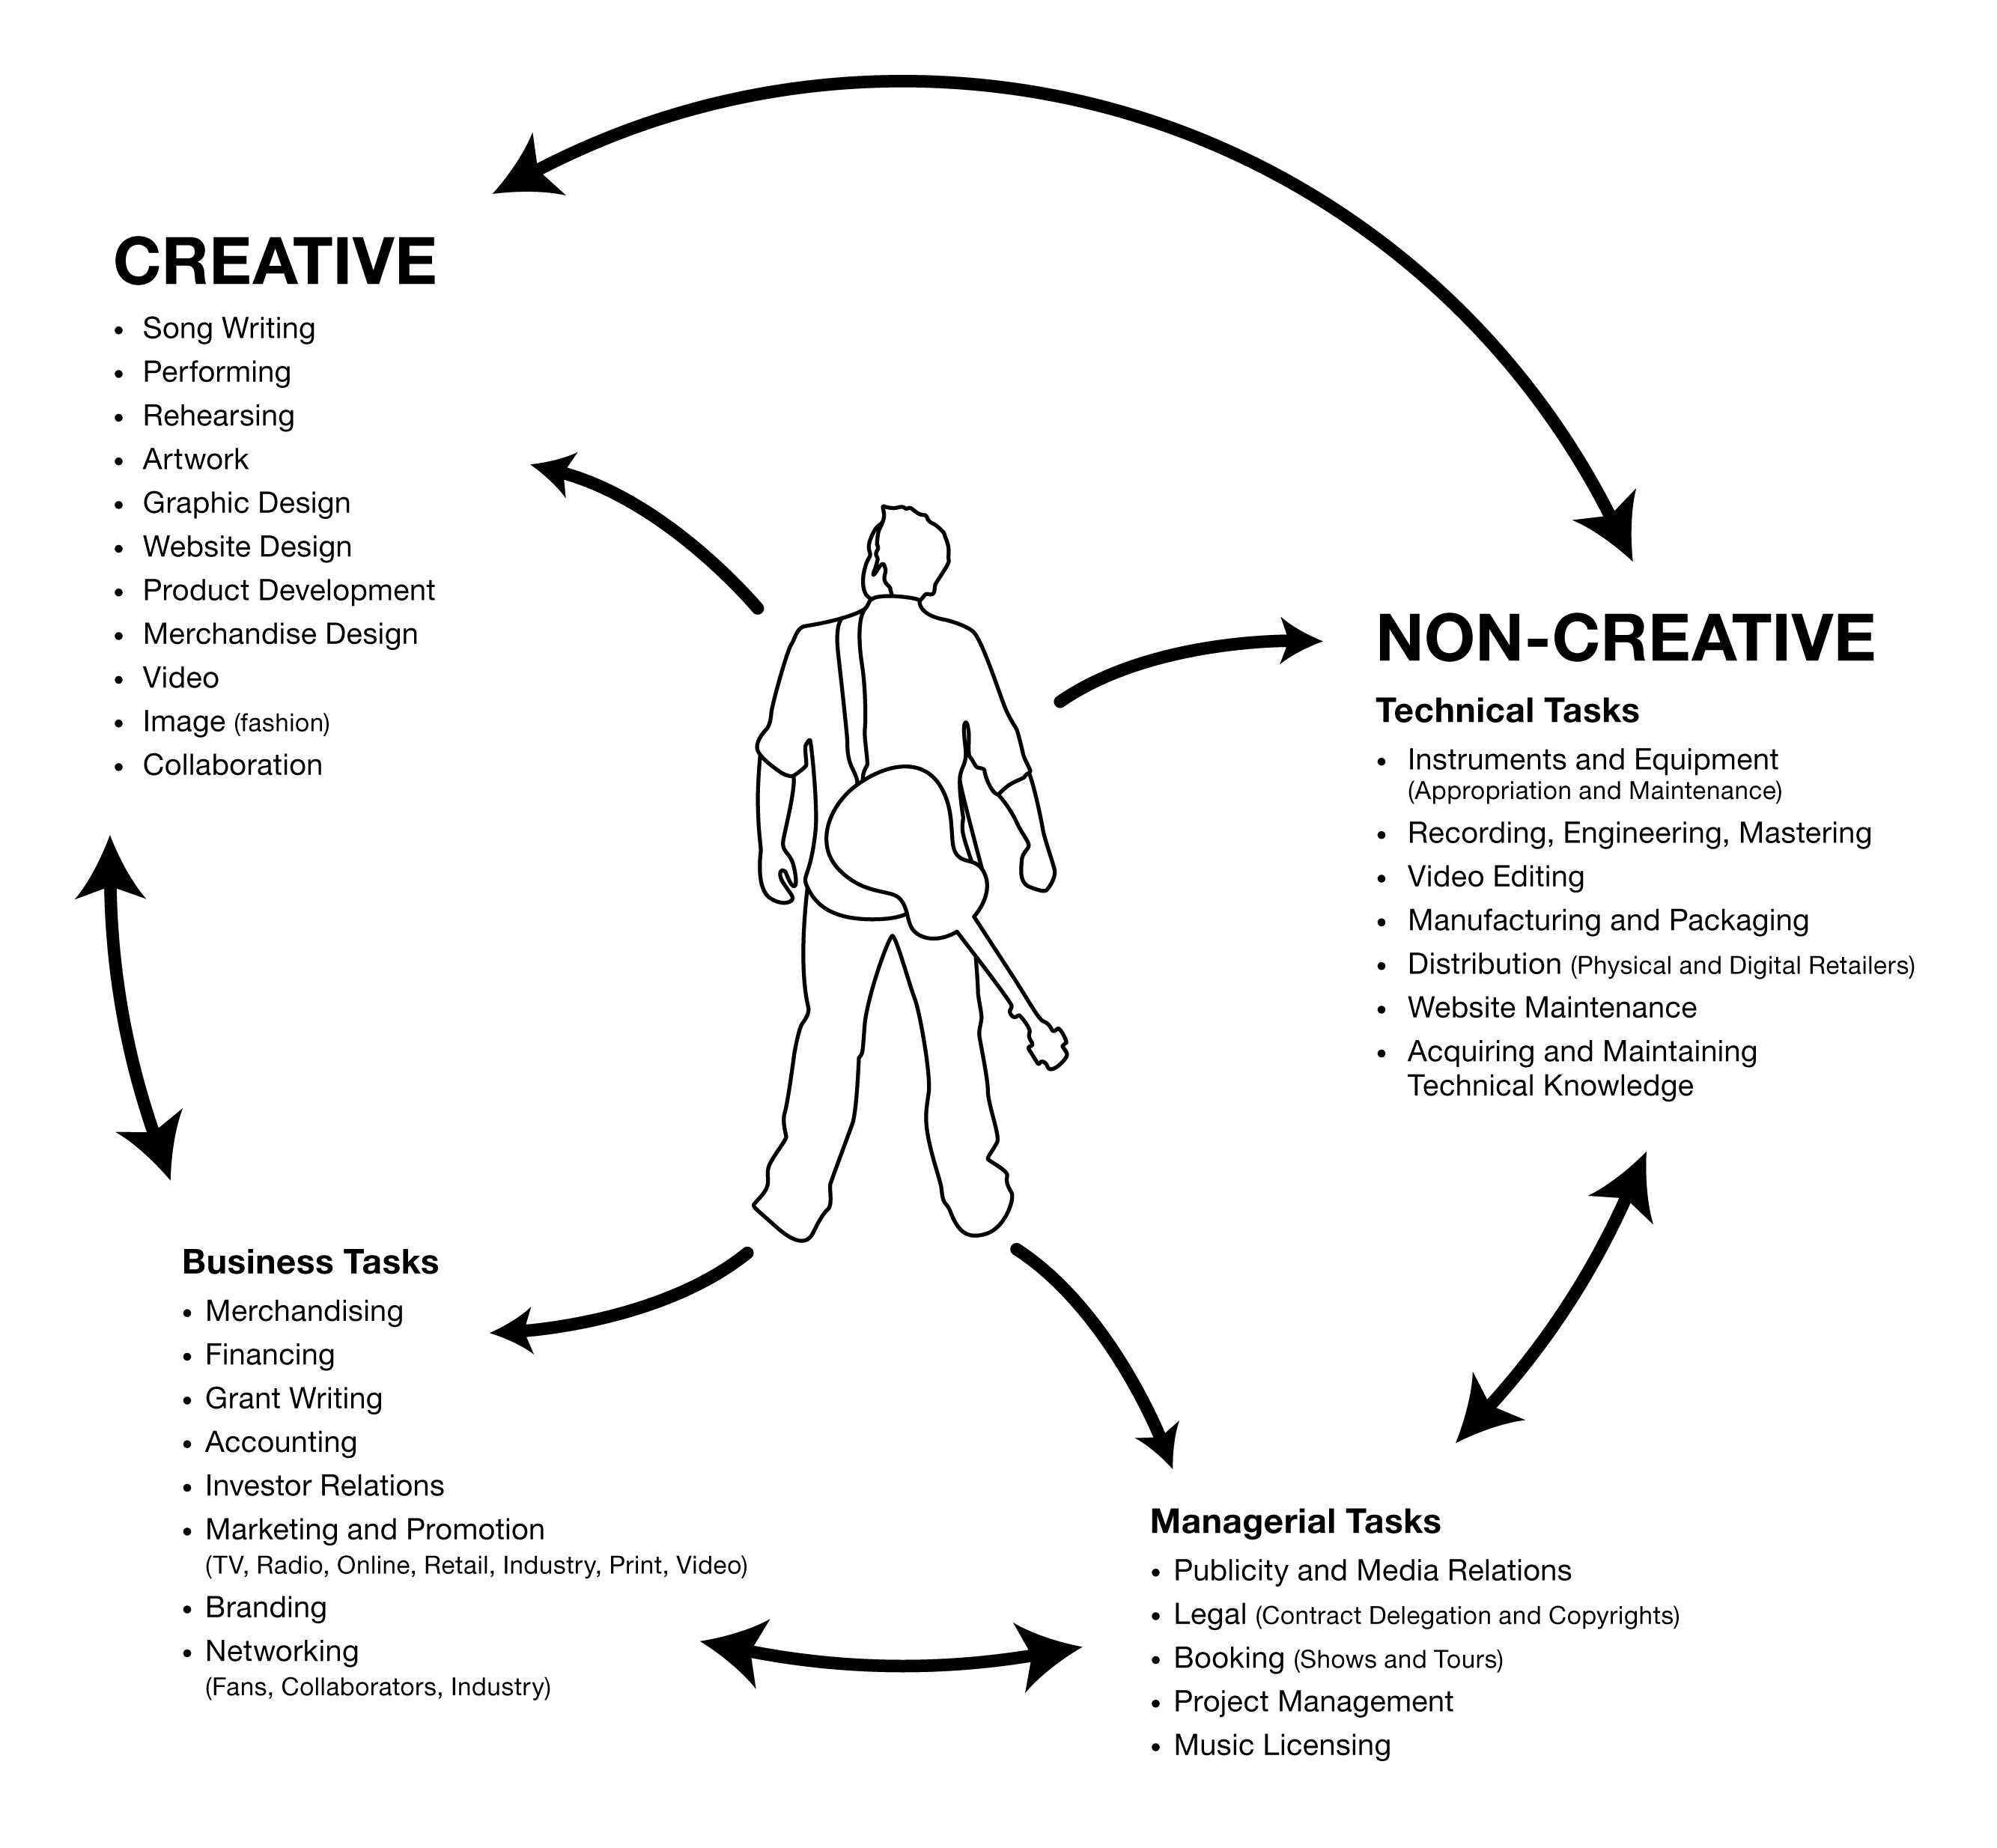 CREATIVE
• Song Writing
• Performing
• Rehearsing
• Artwork
• Graphic Design
• Website Design
• Product Development
• Merchandise Design
• Video
• Image (fashion)
• Collaboration
NON-CREATIVE
Technical Tasks
• Instruments and Equipment
(Appropriation and Maintenance)
• Recording, Engineering, Mastering
• Video Editing
• Manufacturing and Packaging
• Distribution (Physical and Digital Retailers)
• Website Maintenance
• Acquiring and Maintaining
Technical Knowledge
Business Tasks
• Merchandising
• Financing
• Grant Writing
• Accounting
• Investor Relations
• Marketing and Promotion
(TV, Radio, Online, Retail, Industry, Print, Video)
• Branding
• Networking
(Fans, Collaborators, Industry)
Managerial Tasks
• Publicity and Media Relations
• Legal (Contract Delegation and Copyrights)
• Booking (Shows and Tours)
• Project Management
• Music Licensing